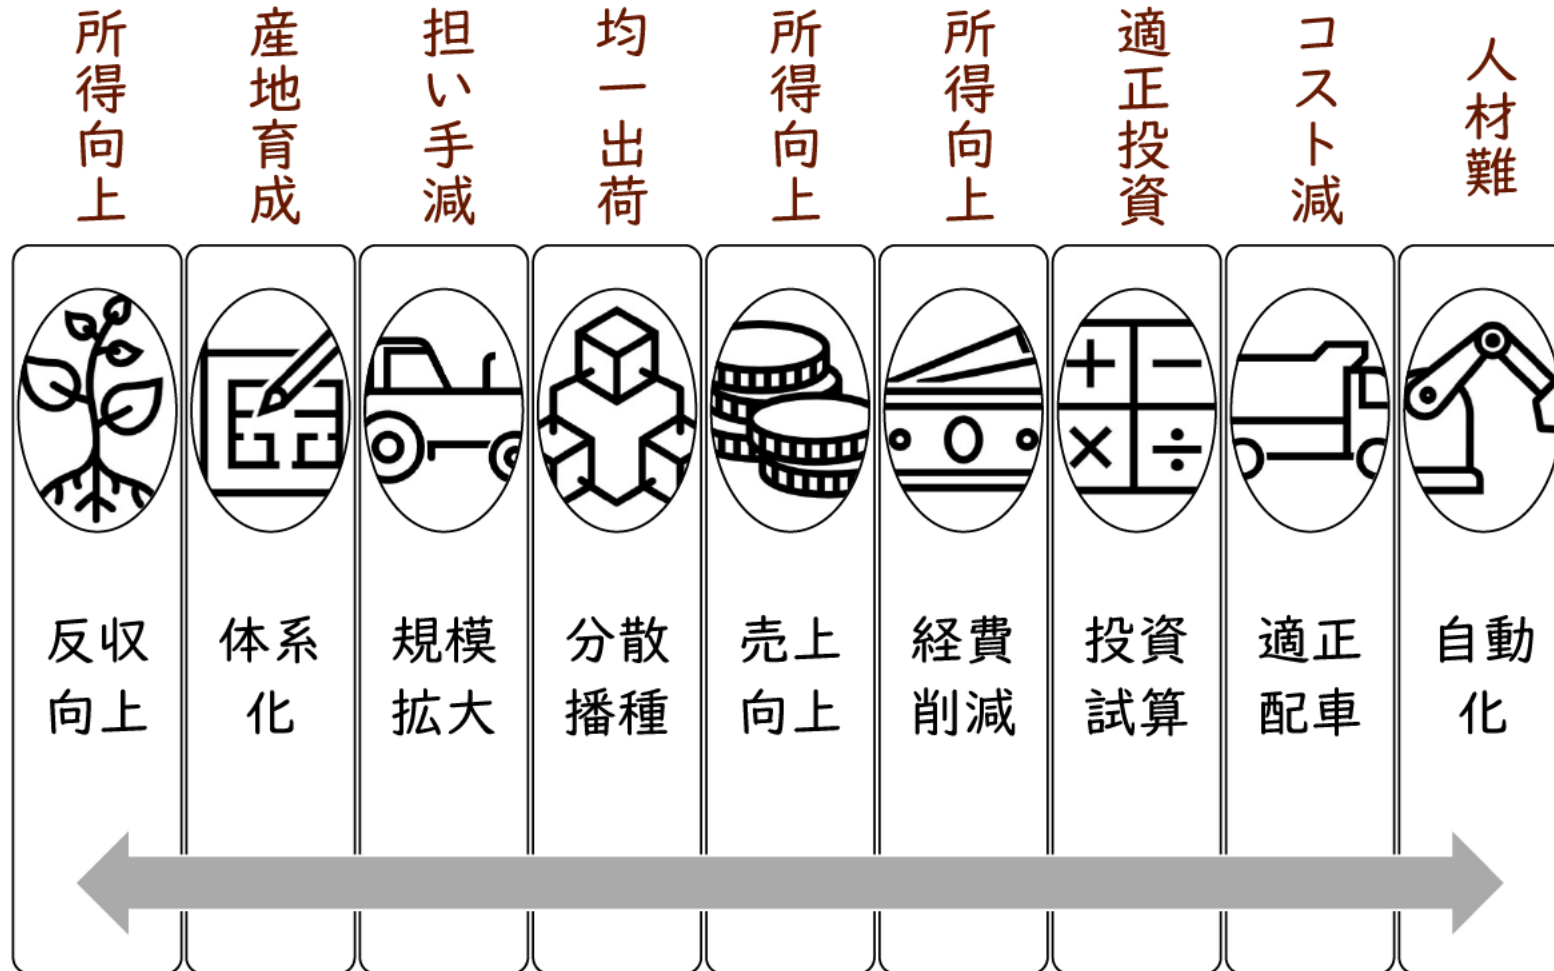 所得向上
産地育成
担い手減
均一出荷
所得向上
所得向上
適正投資
コスト減
人材難
反収
向上
体系
化
規模
拡大
分散
播種
売上
向上
経費
削減
投資
試算
適正
配車
自動
化